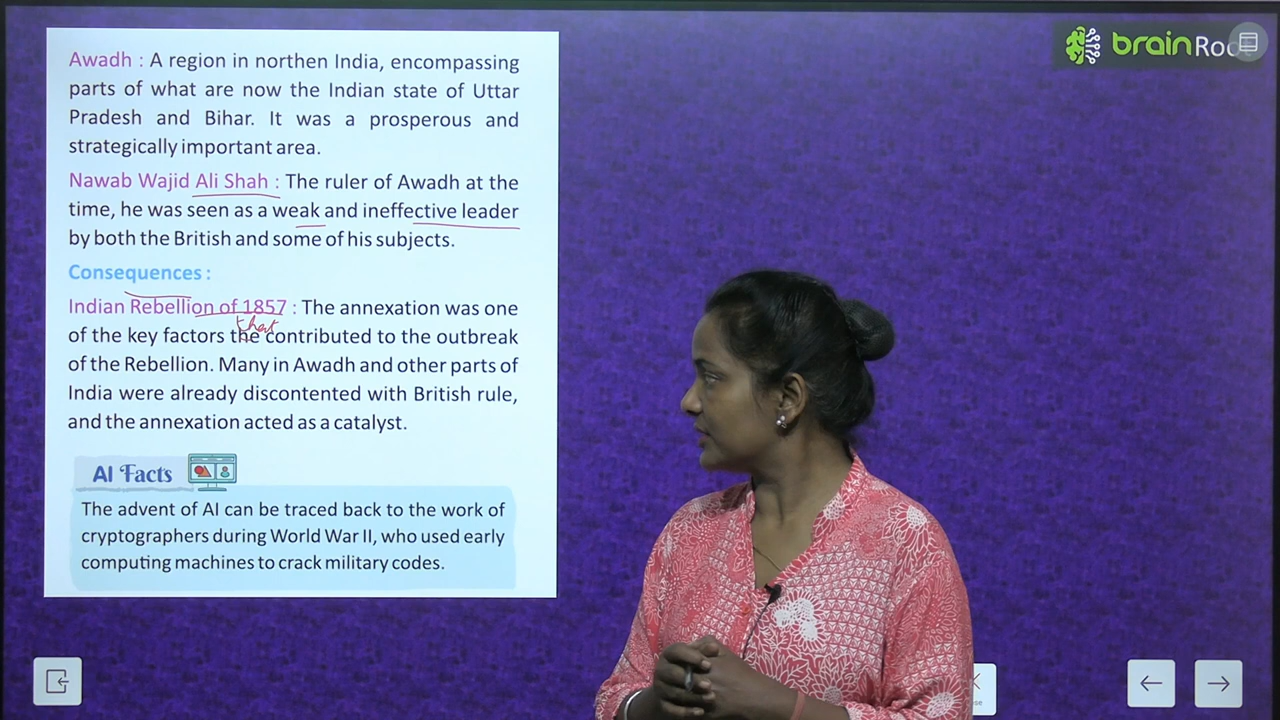 Awadh : A region in northen India, encompassing
parts of what are now the Indian state of Uttar
Pradesh and Bihar. It was a prosperous and
strategically important area.
Nawab Wajid Ali Shah : The ruler of Awadh at the
time, he was seen as a weak and ineffective leader
by both the British and some of his subjects.
Consequences :
Indian Rebellion of 1857 : The annexation was one
that
of the key factors the contributed to the outbreak
of the Rebellion. Many in Awadh and other parts of
India were already discontented with British rule,
and the annexation acted as a catalyst.
AI Facts
The advent of AI can be traced back to the work of
cryptographers during World War II, who used early
computing machines to crack military codes.
brainRoot